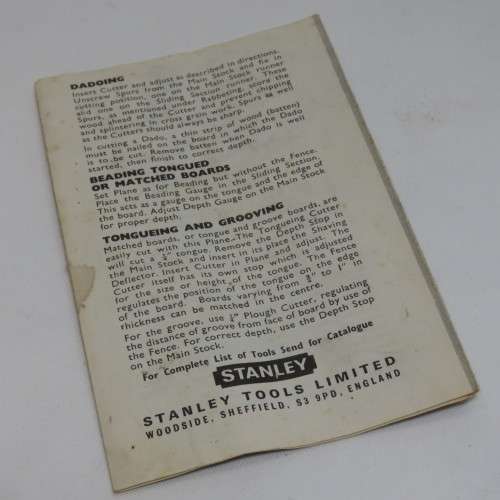 DADOING
Insert Cutter and adjust as described in directions.
Unscrew Spurs from the Main Stock and fix in
cutting position, one on the Main Stock runner
and one on the Sliding Section runner. These
Spurs, as mentioned under Rabbeting, score the
wood ahead of the Cutter and prevent chipping
and splintering in cross grain work. Spurs as well
as the Cutters should always be sharp.
In cutting a Dado, a thin strip of wood (batten)
must be nailed on the board in which the Dado
is to be cut. Remove batten when Dado is well
started, then finish to correct depth.
BEADING TONGUED
OR MATCHED BOARDS
Set Plane as for Beading but without the Fence.
Place the Beading Gauge in the Sliding Section.
This acts as a gauge on the tongue and the edge of
the board. Adjust Depth Gauge on the Main Stock
for proper depth.
TONGUEING AND GROOVING
Matched boards, or tongue and groove boards, are
easily cut with this Plane. The Tongueing Cutter
will cut a ¼" tongue. Remove the Depth Stop in
the Main Stock and insert in its place the Shaving
Deflector. Insert Cutter in Plane and adjust. The
Cutter itself has its own stop which is adjusted
for the size or height of the tongue. The Fence
regulates the position of the tongue on the edge
of the board. Boards varying from ⅜" to 1" in
thickness can be matched in the centre.
For the groove, use ¼" Plough Cutter, regulating
the distance of groove from face of board by use of
the Fence. For correct depth, use the Depth Stop
on the Main Stock.
For Complete List of Tools Send for Catalogue
STANLEY
STANLEY TOOLS LIMITED
WOODSIDE, SHEFFIELD, S3 9PD, ENGLAND